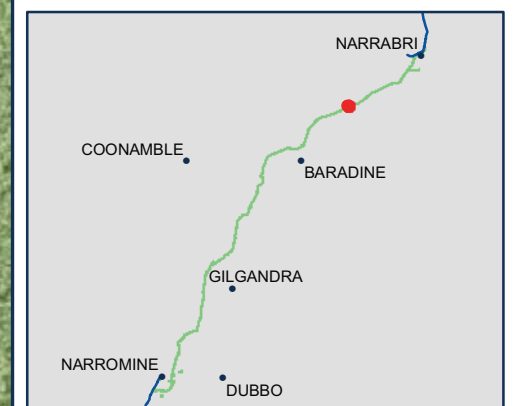 NARRABRI
COONAMBLE
BARADINE
GILGANDRA
NARROMINE
DUBBO